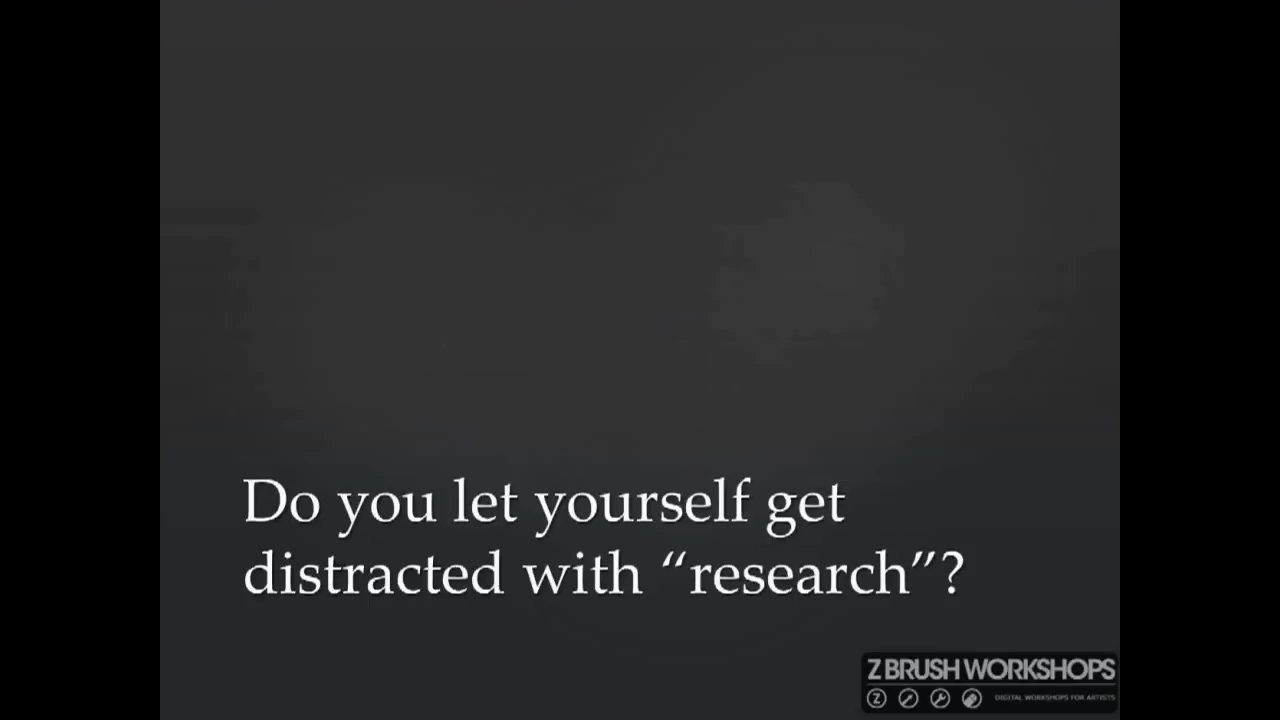 Do you let yourself get
distracted with “research”?
Z BRUSH WORKSHOPS
DIGITAL WORKSHOPS FOR ARTISTS